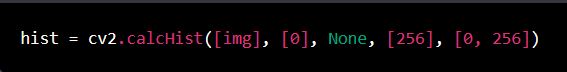 hist = cv2.calcHist([img], [0], None, [256], [0, 256])